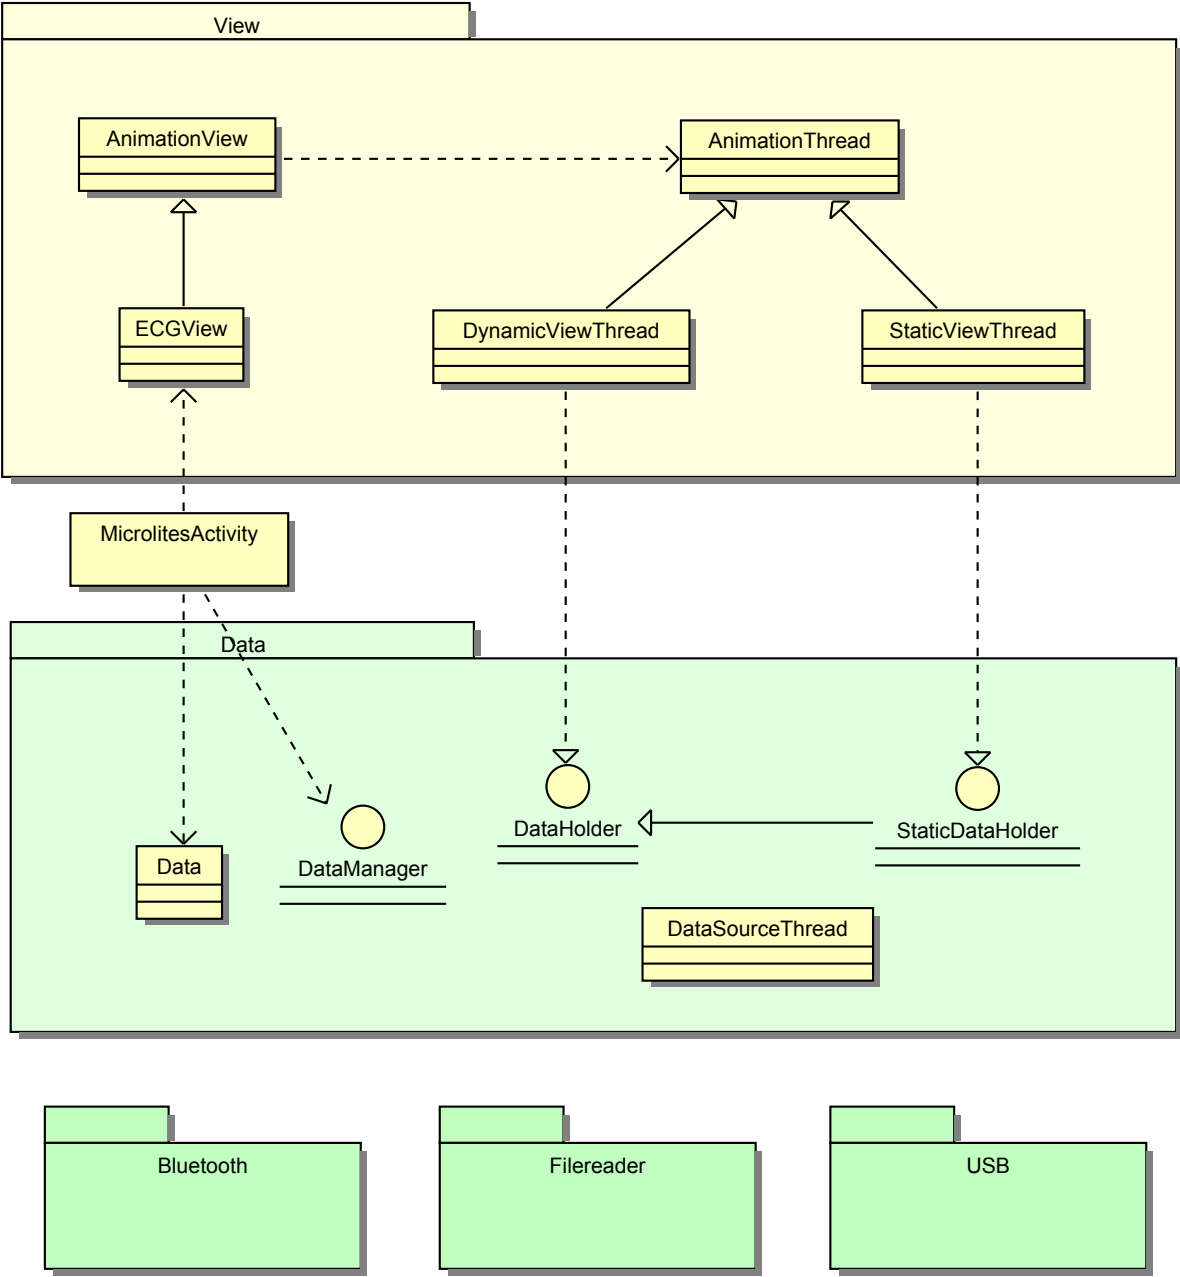 View
AnimationView
AnimationThread
ECGView
DynamicViewThread
StaticViewThread
MicrolitesActivity
Data
DataHolder
StaticDataHolder
Data
DataManager
DataSourceThread
Bluetooth
Filereader
USB